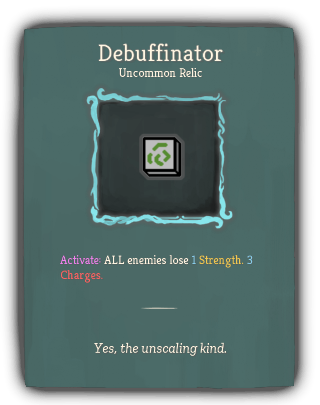 Debuffinator
Uncommon Relic
Activate: ALL enemies lose 1 Strength. 3
Charges.
Yes, the unscaling kind.